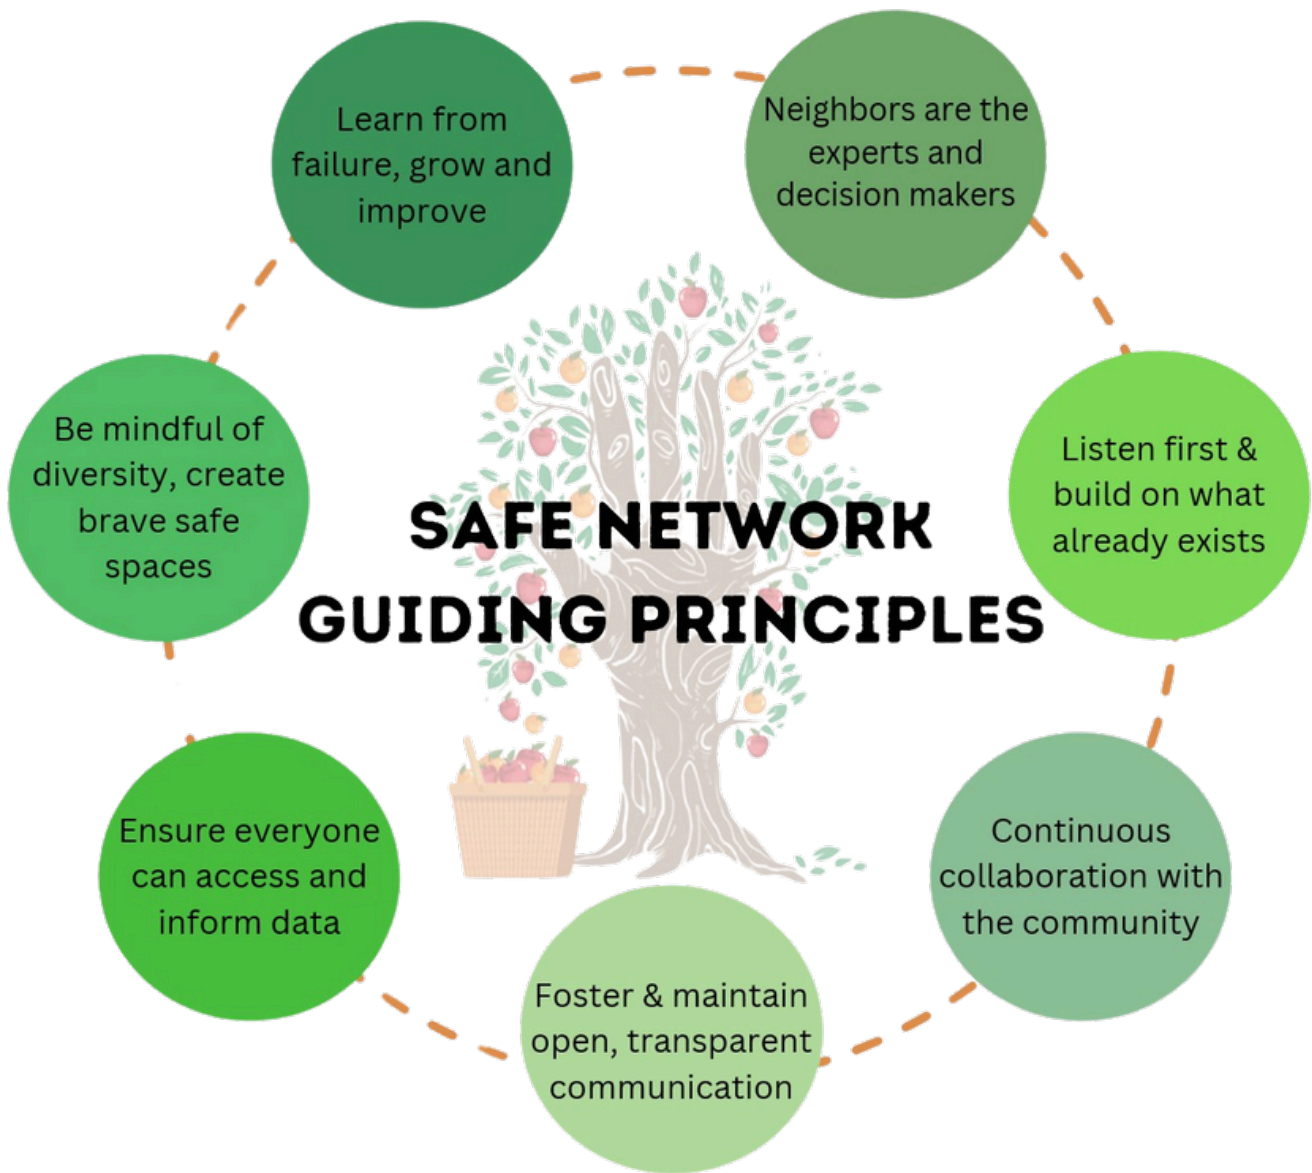 Learn from
failure, grow and
improve
Neighbors are the
experts and
decision makers
Be mindful of
diversity, create
brave safe
spaces
Listen first &
build on what
already exists
SAFE NETWORK
GUIDING PRINCIPLES
Ensure everyone
can access and
inform data
Continuous
collaboration with
the community
Foster & maintain
open, transparent
communication